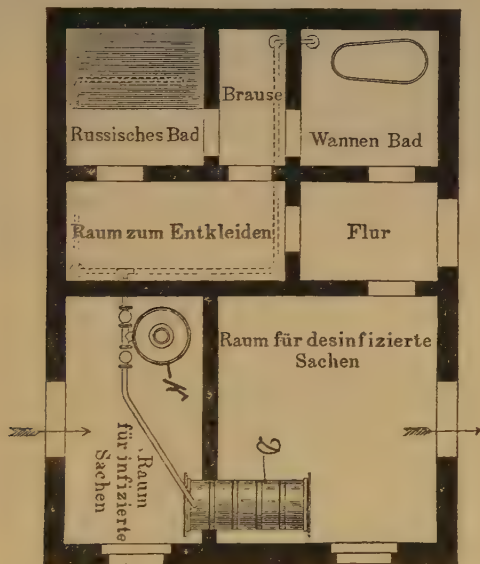 Brause
Russisches Bad
Wannen Bad
Raum zum Entkleiden
Flur
Raum für desinfizierte
Sachen
K
D
Raum
für infizierte
Sachen